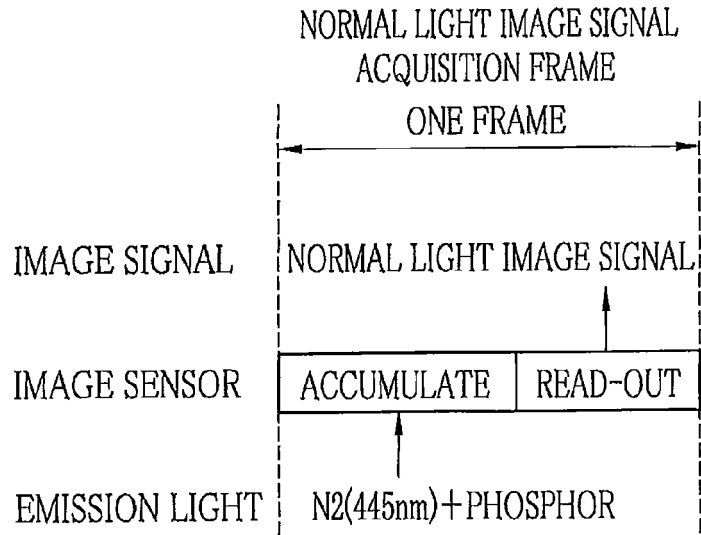 NORMAL LIGHT IMAGE SIGNAL
ACQUISITION FRAME
ONE FRAME
IMAGE SIGNAL NORMAL LIGHT IMAGE SIGNAL
IMAGE SENSOR ACCUMULATE READ-OUT
EMISSION LIGHT N2(445nm)+PHOSPHOR